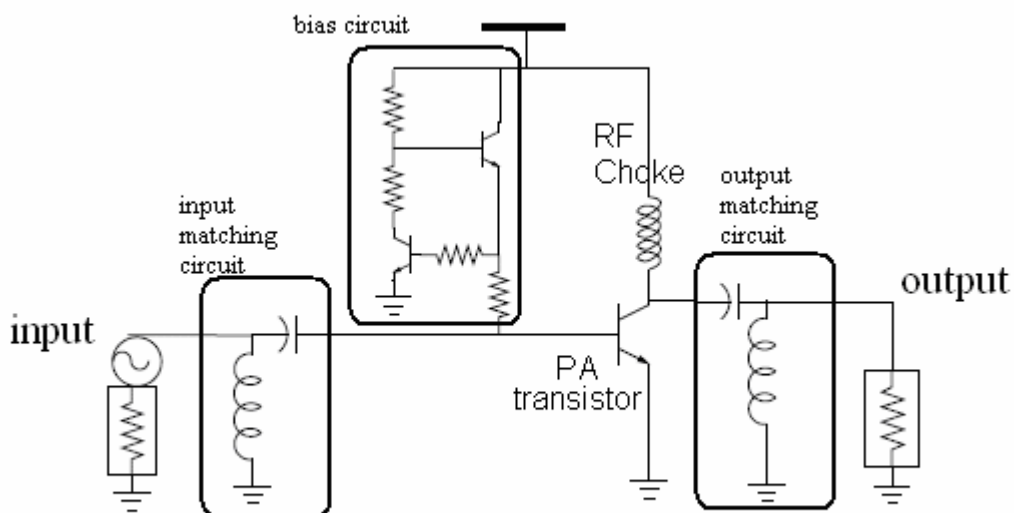 bias circuit
RF
Choke
output
matching
circuit
input
matching
circuit
output
input
PA
transistor